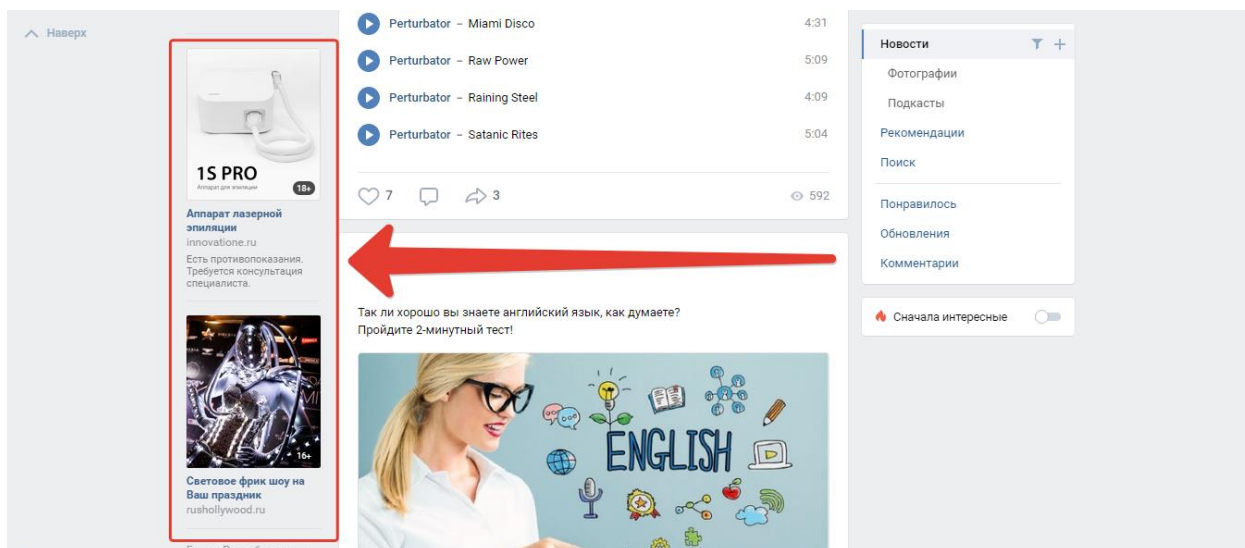 Наверх
1S PRO
Аппарат для эпиляции
18+
Аппарат лазерной
эпиляции
innovatione.ru
Есть противопоказания.
Требуется консультация
специалиста.
16+
Световое фрик шоу на
Ваш праздник
rushollywood.ru
Perturbator – Miami Disco 4:31
Perturbator – Raw Power 5:09
Perturbator – Raining Steel 4:09
Perturbator – Satanic Rites 5:04
7 3 592
Так ли хорошо вы знаете английский язык, как думаете?
Пройдите 2-минутный тест!
ENGLISH
Новости
Фотографии
Подкасты
Рекомендации
Поиск
Понравилось
Обновления
Комментарии
Сначала интересные